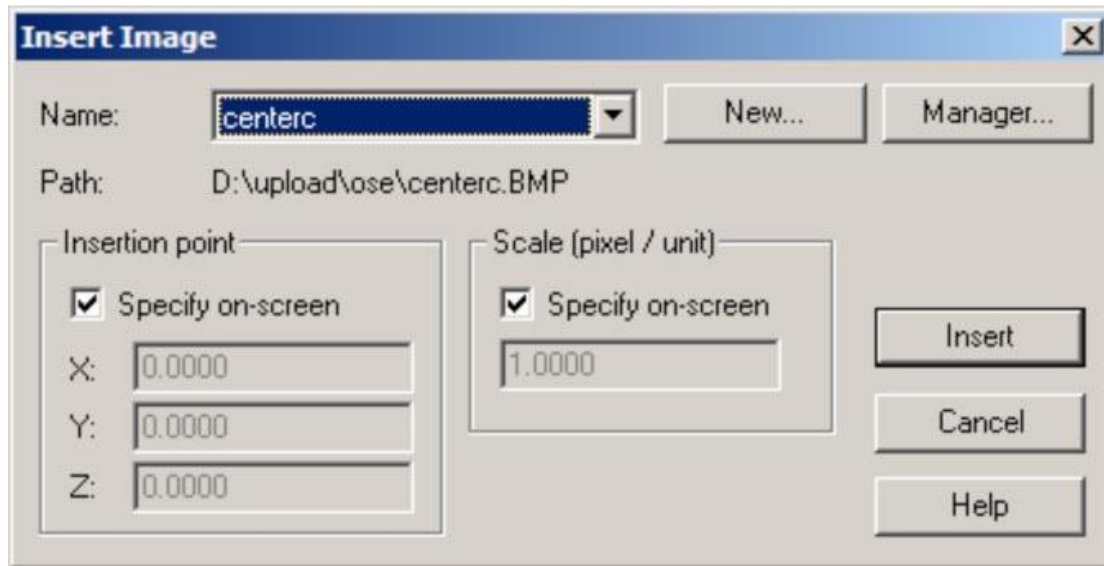 Insert Image
Name: centerc New... Manager...
Path: D:\upload\ose\centerc.BMP
Insertion point
Specify on-screen
X: 0.0000
Y: 0.0000
Z: 0.0000
Scale (pixel / unit)
Specify on-screen
1.0000
Insert
Cancel
Help